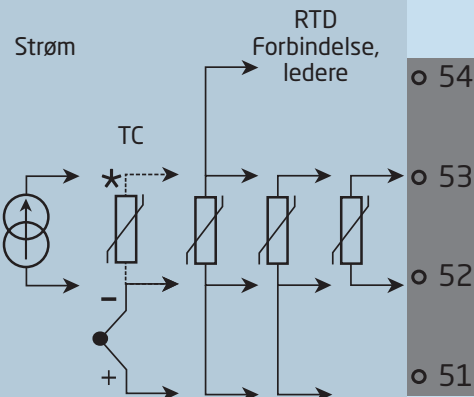 Strøm
RTD
Forbindelse,
ledere
TC
*
-
+
54
53
52
51